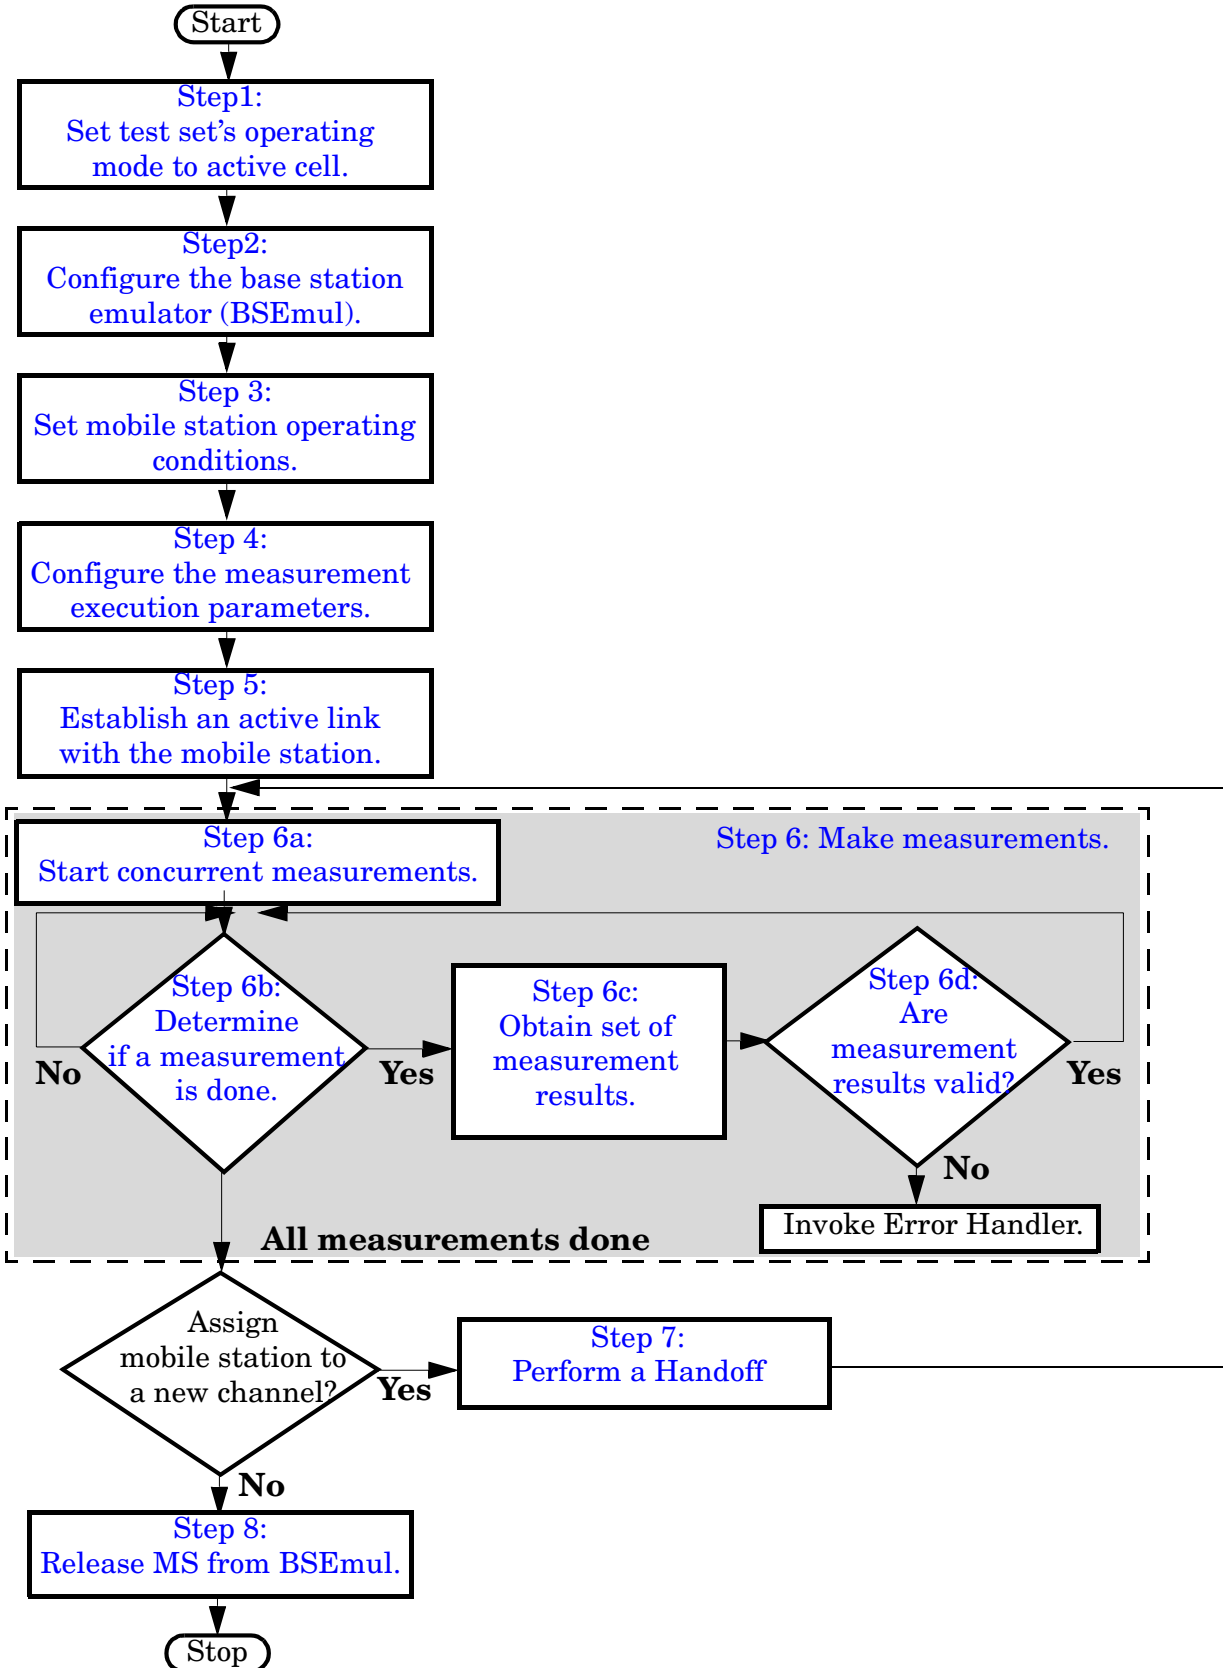 Start
Step1:
Set test set’s operating
mode to active cell.
Step2:
Configure the base station
emulator (BSEmul).
Step 3:
Set mobile station operating
conditions.
Step 4:
Configure the measurement
execution parameters.
Step 5:
Establish an active link
with the mobile station.
Step 6a:
Start concurrent measurements.
Step 6: Make measurements.
Step 6b:
Determine
if a measurement
is done.
No
Yes
Step 6c:
Obtain set of
measurement
results.
Step 6d:
Are
measurement
results valid?
Yes
No
Invoke Error Handler.
All measurements done
Assign
mobile station to
a new channel?
Yes
Step 7:
Perform a Handoff
No
Step 8:
Release MS from BSEmul.
Stop